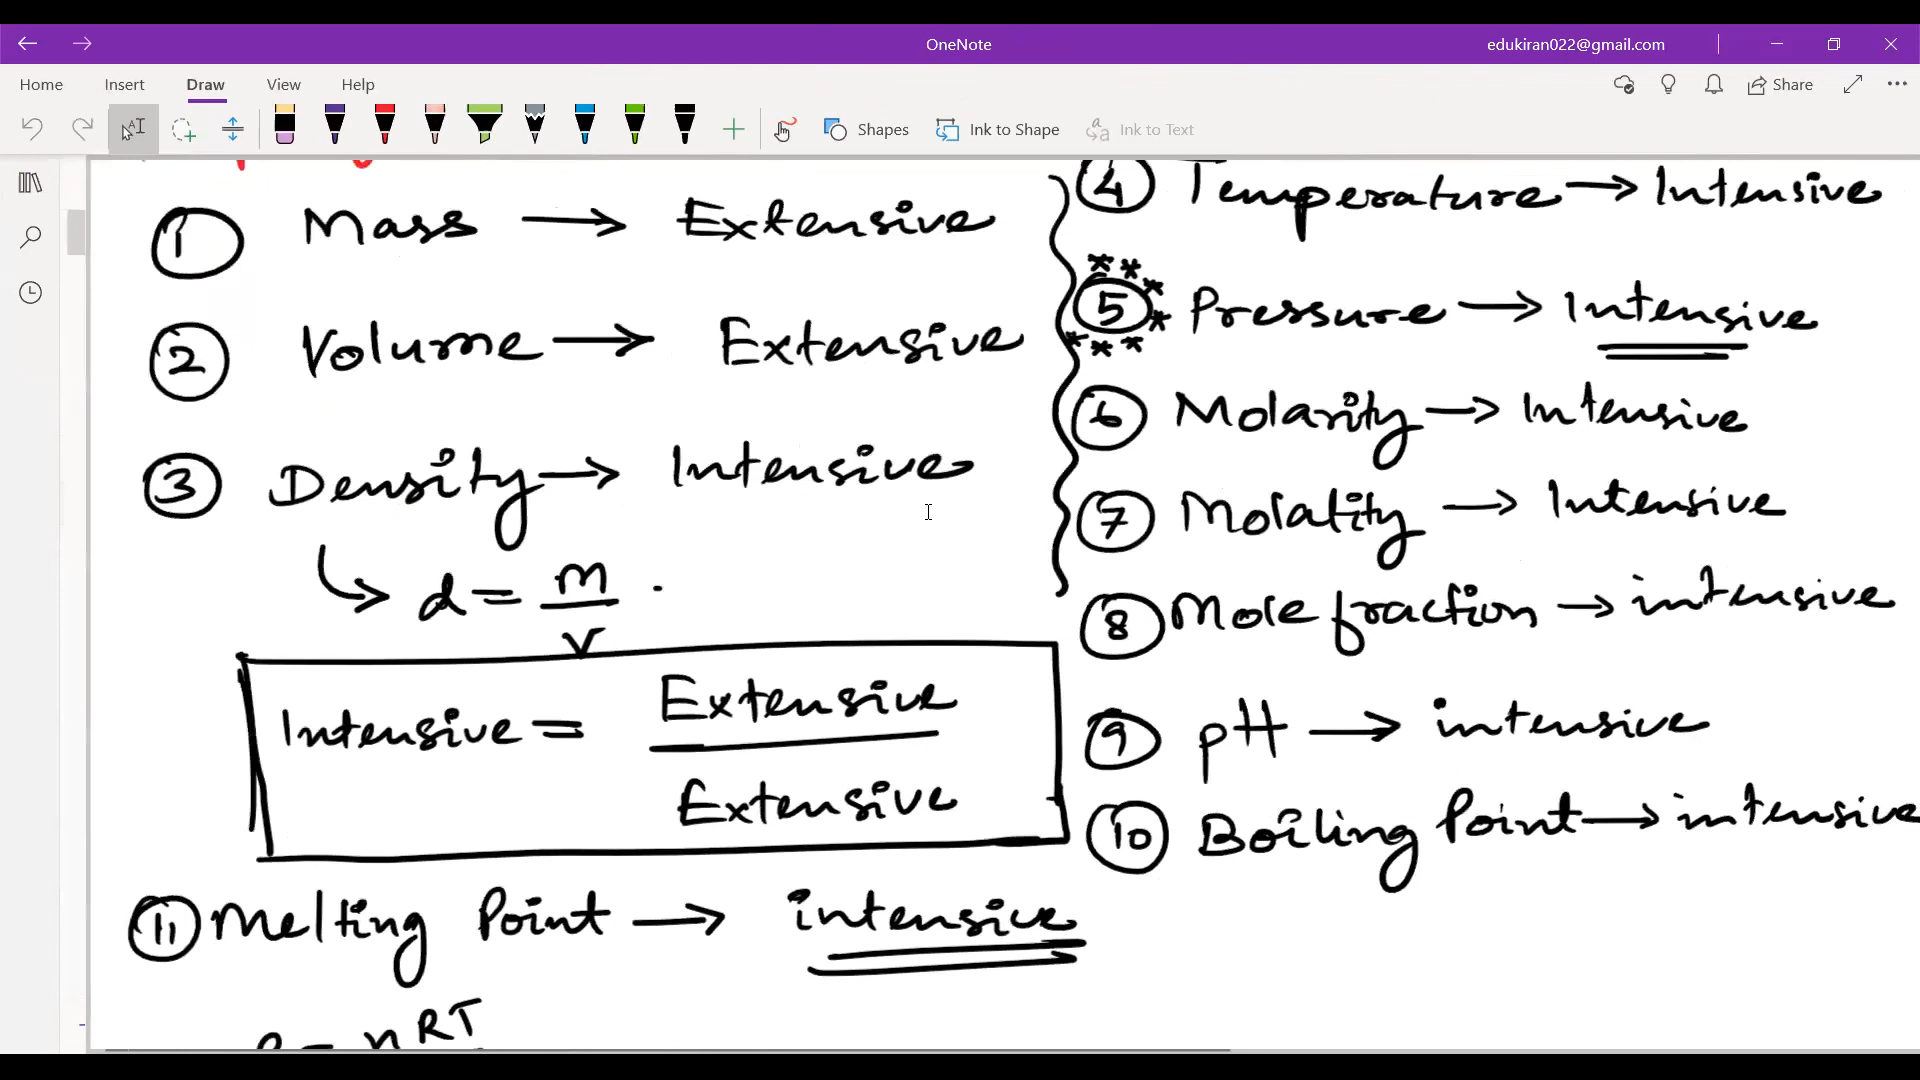 OneNote
edukiran022@gmail.com
Home
Insert
Draw
View
Help
Share
Shapes
Ink to Shape
Ink to Text
1 Mass → Extensive
2 Volume → Extensive
3 Density → Intensive
↳ d = m
v
Intensive = Extensive
Extensive
4 Temperature → Intensive
5 Pressure → Intensive
6 Molarity → Intensive
7 Molality → Intensive
8 Mole fraction → intensive
9 pH → intensive
10 Boiling Point → intensive
11 Melting Point → intensive
= nRT